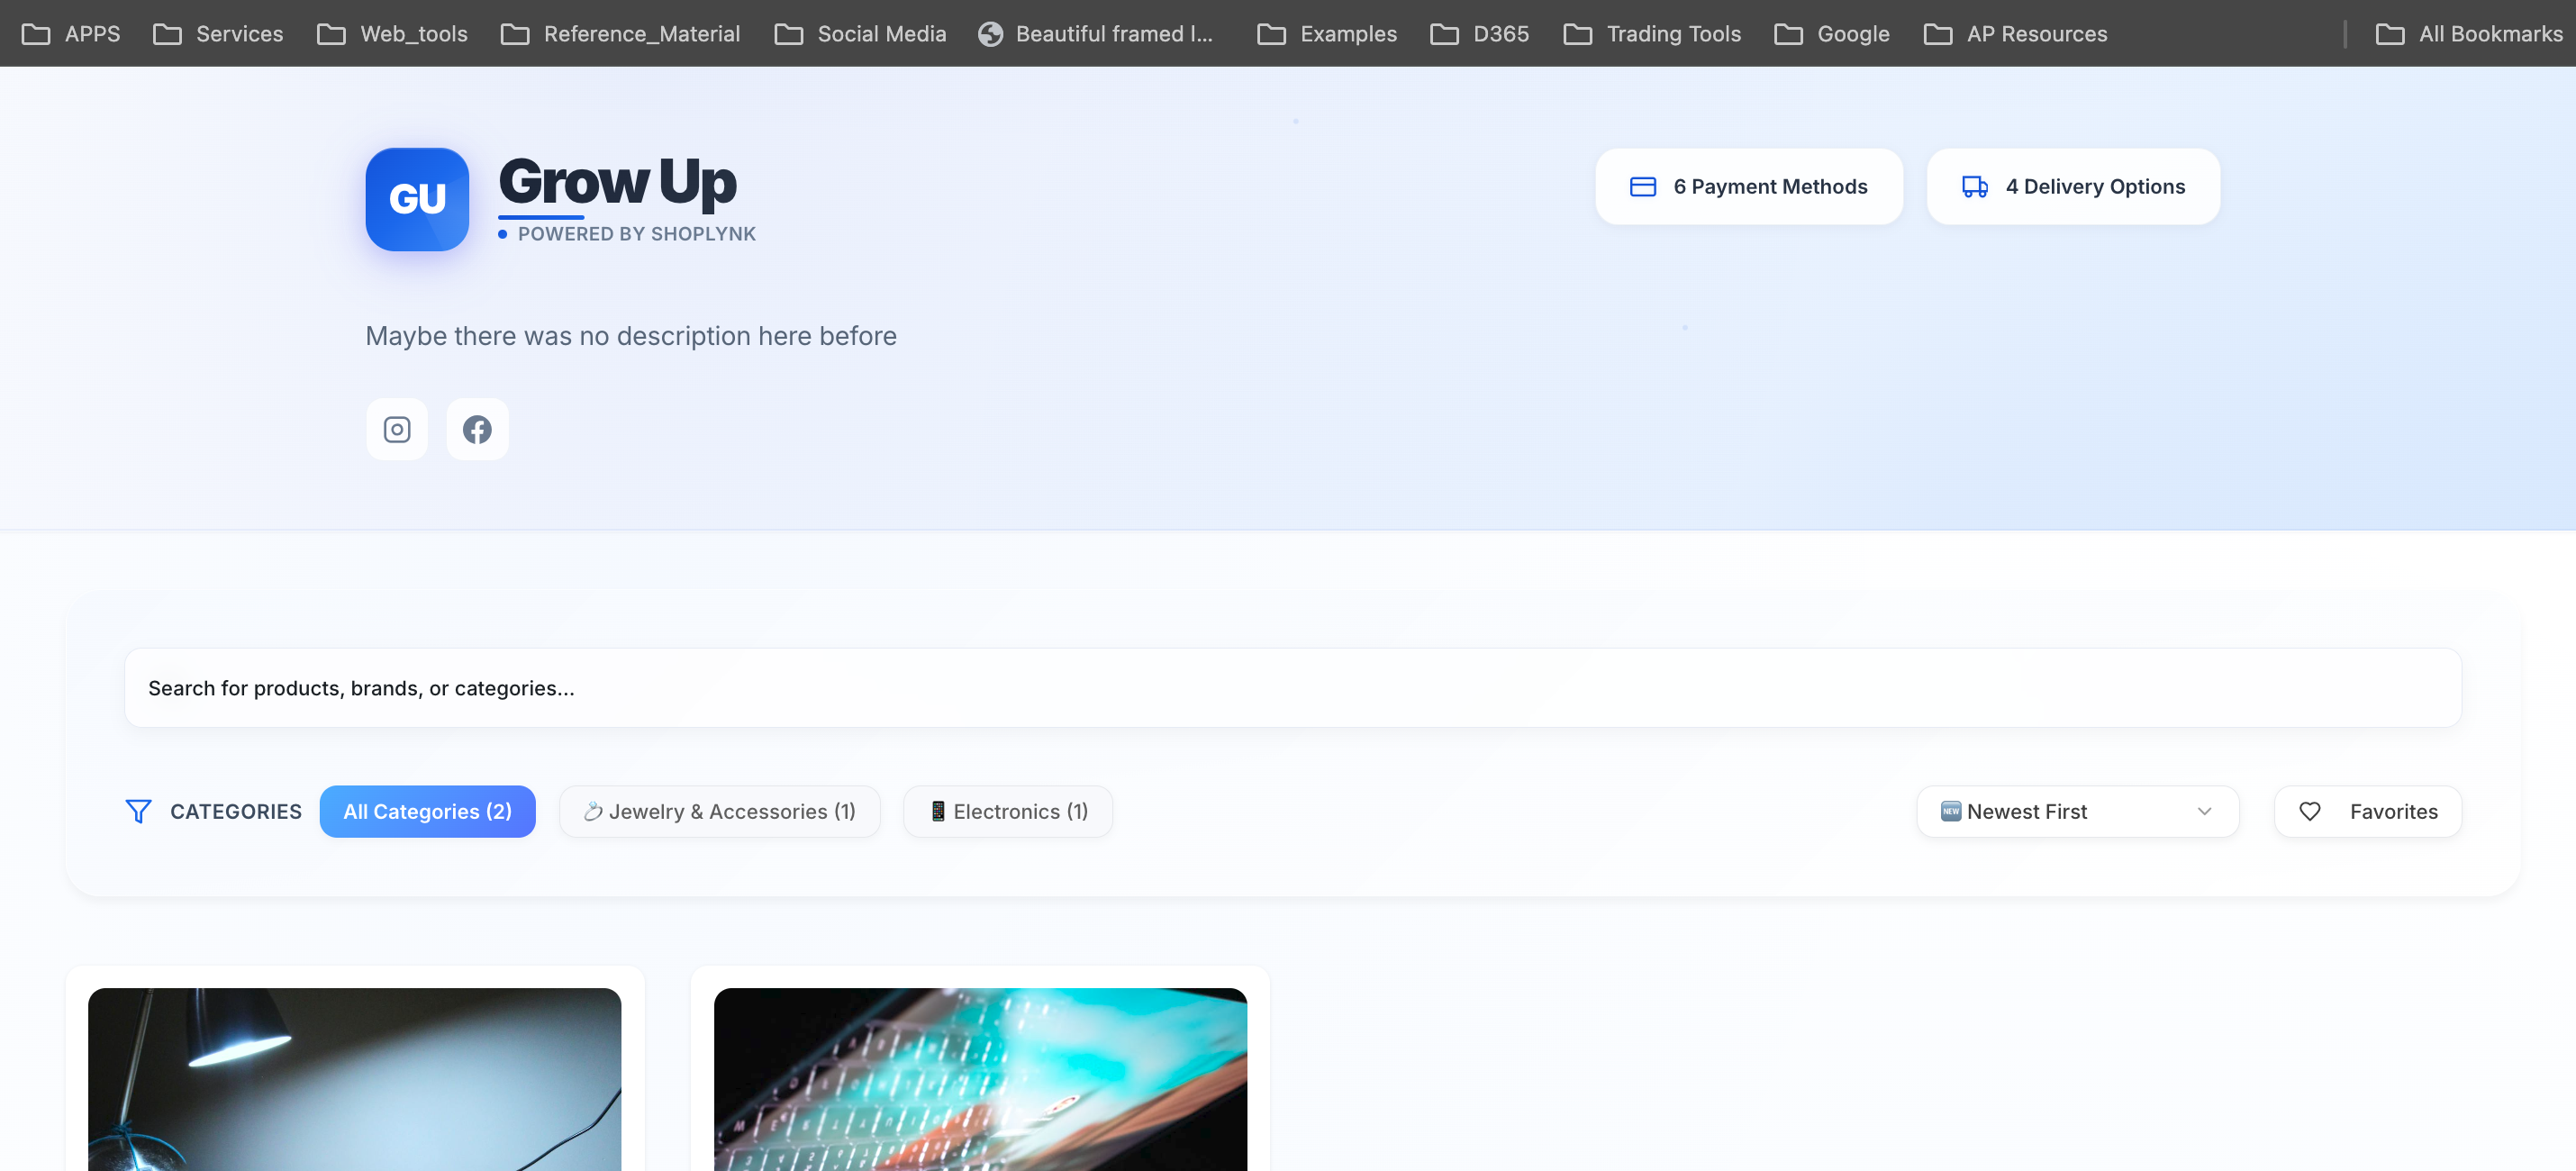 APPS Services Web_tools Reference_Material Social Media Beautiful framed l... Examples D365 Trading Tools Google AP Resources All Bookmarks
GU
Grow Up
POWERED BY SHOPLYNK
6 Payment Methods
4 Delivery Options
Maybe there was no description here before
Search for products, brands, or categories...
CATEGORIES
All Categories (2)
Jewelry & Accessories (1)
Electronics (1)
NEW Newest First
Favorites